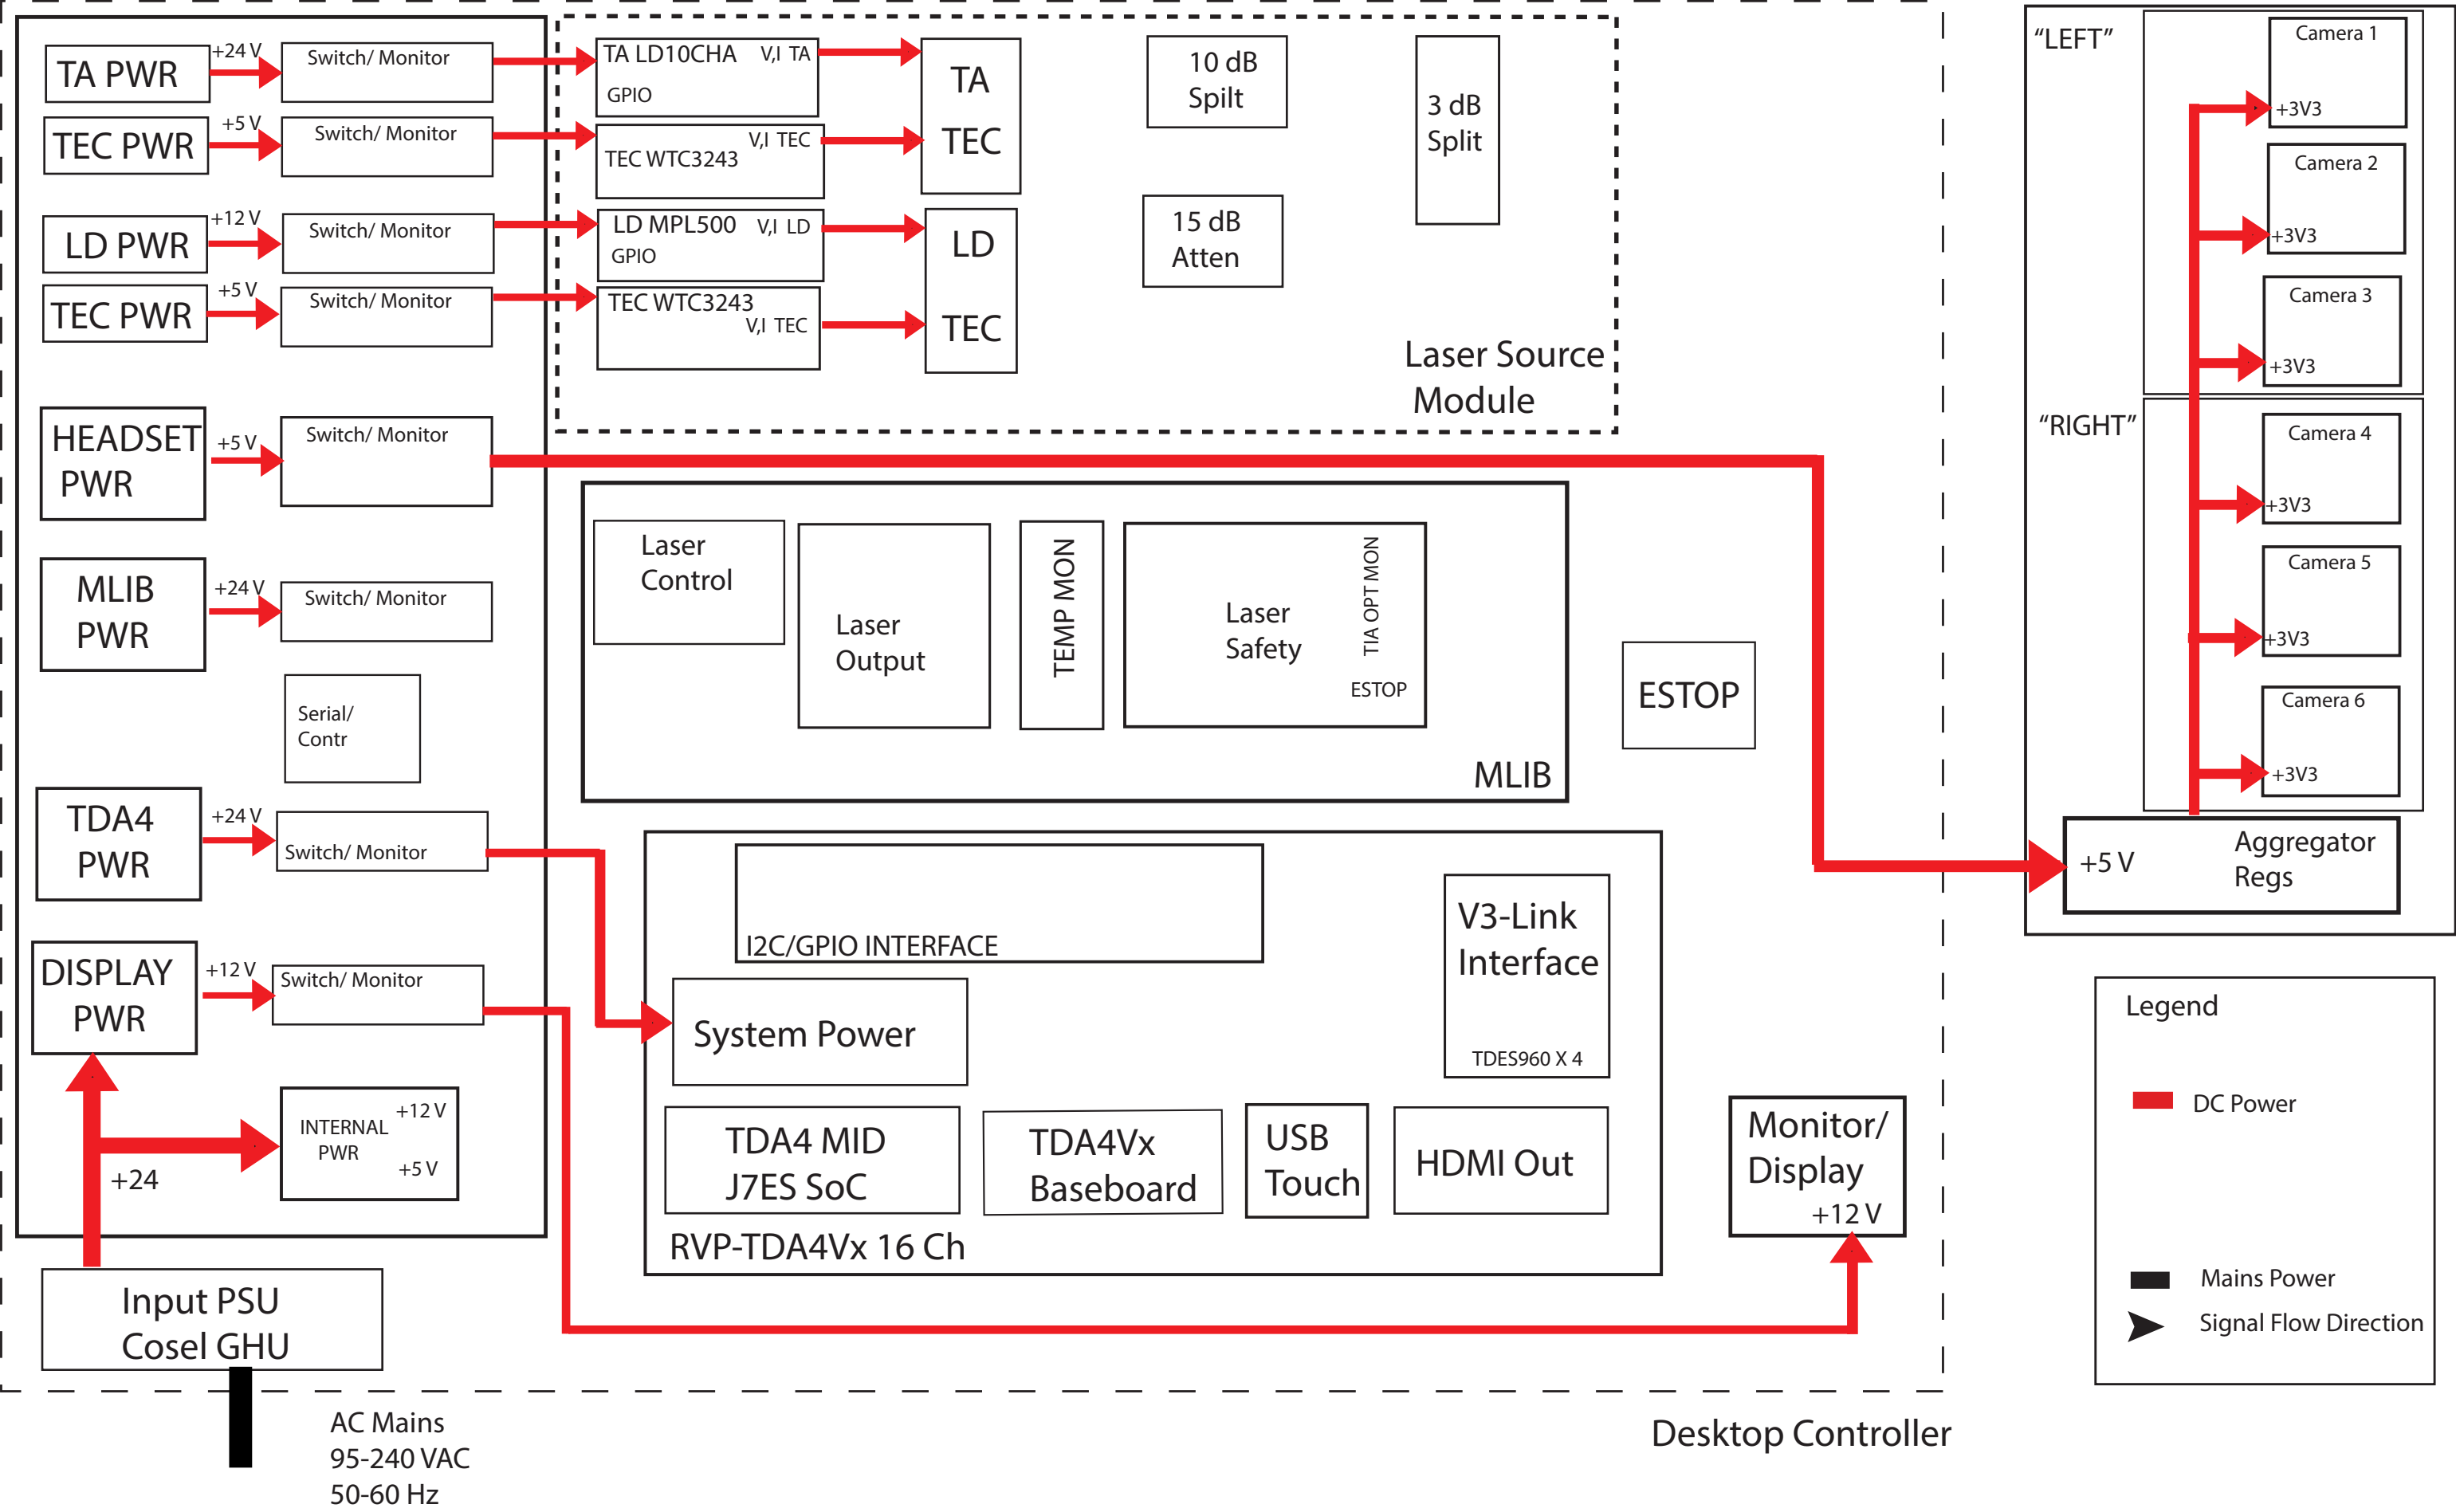 TA PWR
+24 V
Switch/ Monitor
TEC PWR
+5 V
Switch/ Monitor
LD PWR
+12 V
Switch/ Monitor
TEC PWR
+5 V
Switch/ Monitor
HEADSET
PWR
+5 V
Switch/ Monitor
MLIB
PWR
+24 V
Switch/ Monitor
Serial/
Contr
TDA4
PWR
+24 V
Switch/ Monitor
DISPLAY
PWR
+12 V
Switch/ Monitor
INTERNAL
PWR
+12 V
+5 V
+24
Input PSU
Cosel GHU
AC Mains
95-240 VAC
50-60 Hz
TA LD10CHA
V,I TA
GPIO
TEC WTC3243
V,I TEC
LD MPL500
V,I LD
GPIO
TEC WTC3243
V,I TEC
TA
TEC
LD
TEC
10 dB
Spilt
15 dB
Atten
3 dB
Split
Laser Source
Module
Laser
Control
Laser
Output
TEMP MON
Laser
Safety
TIA OPT MON
ESTOP
MLIB
ESTOP
I2C/GPIO INTERFACE
V3-Link
Interface
TDES960 X 4
System Power
TDA4 MID
J7ES SoC
TDA4Vx
Baseboard
USB
Touch
HDMI Out
RVP-TDA4Vx 16 Ch
Monitor/
Display
+12 V
Desktop Controller
“LEFT”
Camera 1
+3V3
Camera 2
+3V3
Camera 3
+3V3
“RIGHT”
Camera 4
+3V3
Camera 5
+3V3
Camera 6
+3V3
+5 V
Aggregator
Regs
Legend
DC Power
Mains Power
Signal Flow Direction